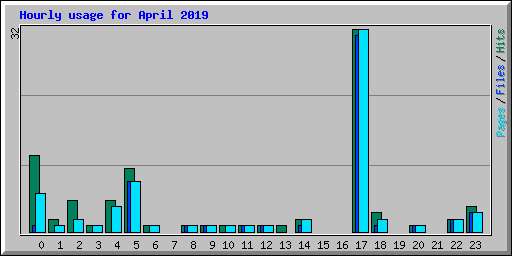 Hourly usage for April 2019
32
Pages/Files/Hits
0 1 2 3 4 5 6 7 8 9 10 11 12 13 14 15 16 17 18 19 20 21 22 23